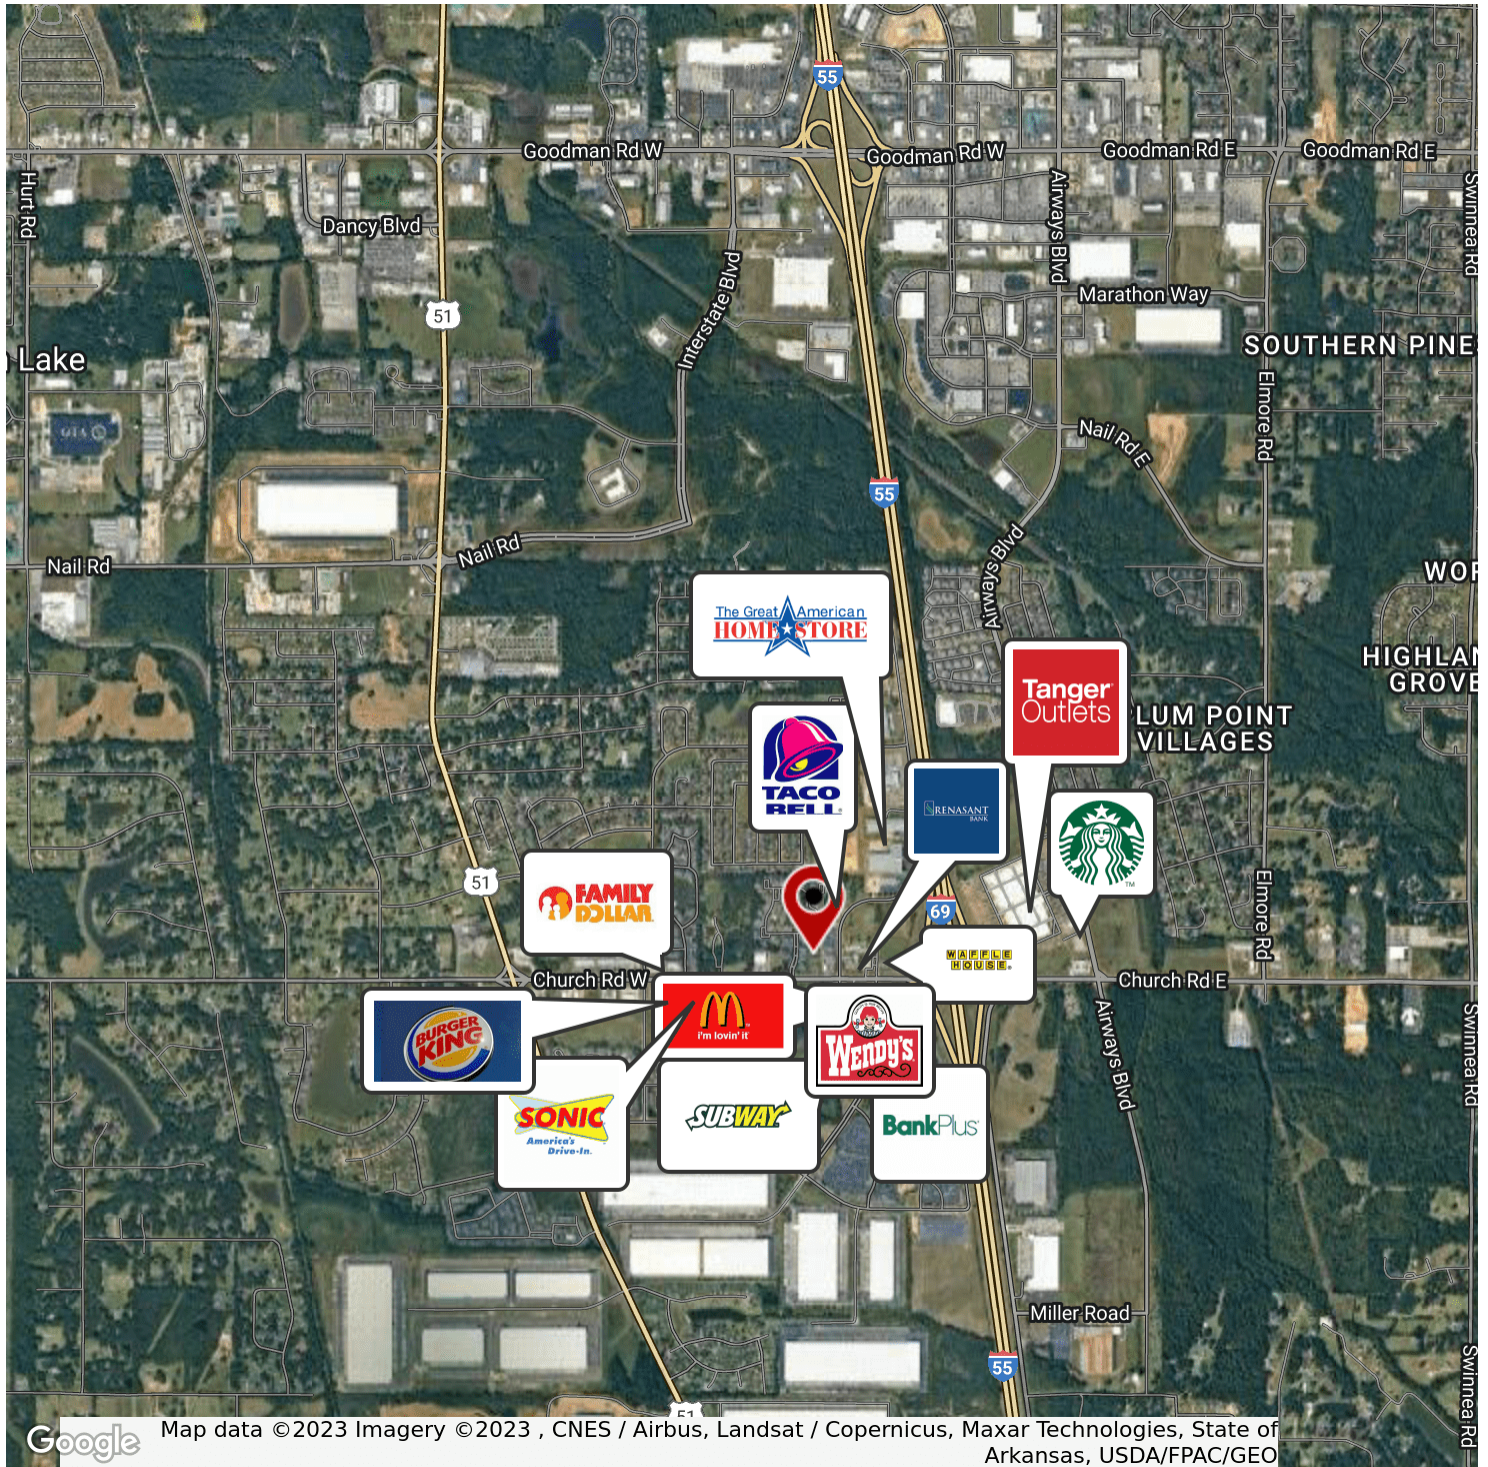 55
Goodman Rd W
Goodman Rd W
Goodman Rd E
Goodman Rd E
Hurt Rd
Dancy Blvd
Airways Blvd
Swinnea Rd
51
Interstate Blvd
Marathon Way
SOUTHERN PINES
Lake
Elmore Rd
Nail Rd E
55
Nail Rd
Nail Rd
Airways Blvd
WOR
The Great American
HOME STORE
HIGHLAN
GROVE
Tanger
Outlets
LUM POINT
VILLAGES
TACO
BELL
RENASANT
BANK
TM
51
FAMILY
DOLLAR
69
Elmore Rd
WAFFLE
HOUSE
Church Rd W
Church Rd E
BURGER
KING
i'm lovin' it
WENDY'S
Airways Blvd
Swinnea Rd
SONIC
America's
Drive-In.
SUBWAY
BankPlus
Miller Road
55
Swinnea Rd
51
Google
Map data ©2023 Imagery ©2023 , CNES / Airbus, Landsat / Copernicus, Maxar Technologies, State of
Arkansas, USDA/FPAC/GEO